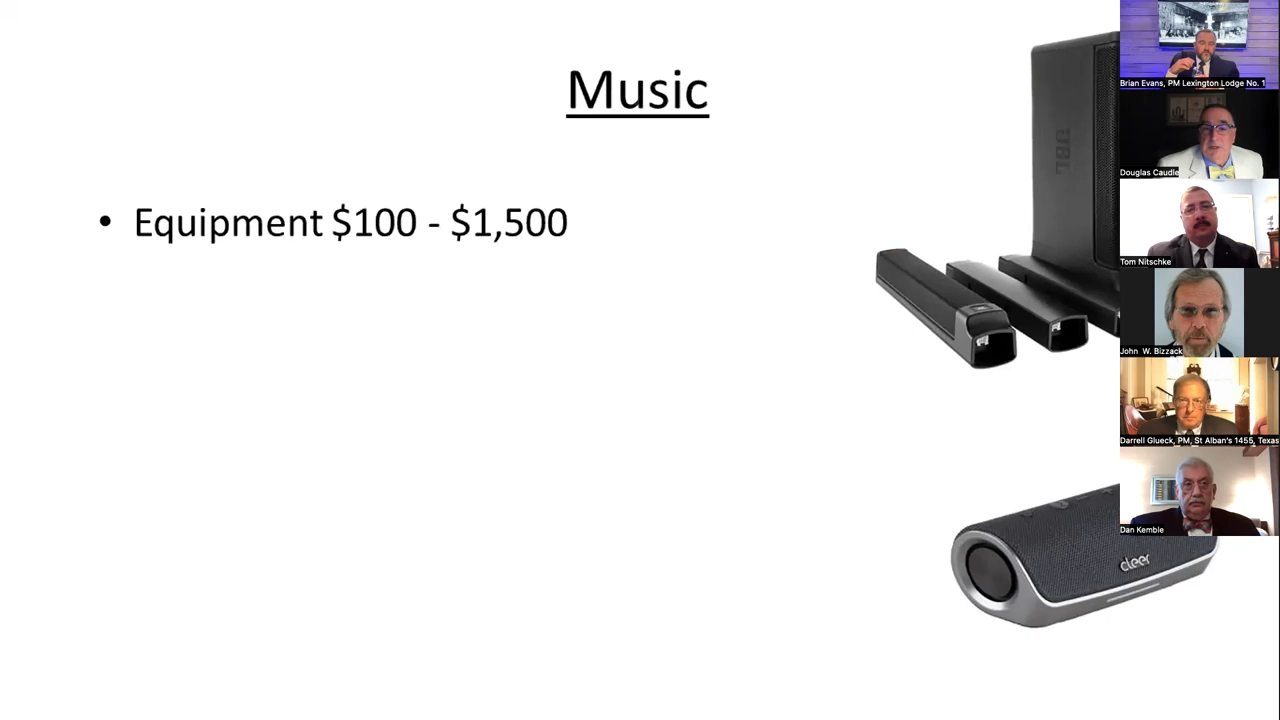 Music
• Equipment $100 - $1,500
JBL
cleer
Brian Evans, PM Lexington Lodge No. 1
Douglas Caudle
Tom Nitschke
John W. Bizzack
Darrell Glueck, PM, St Alban's 1455, Texas
Dan Kemble